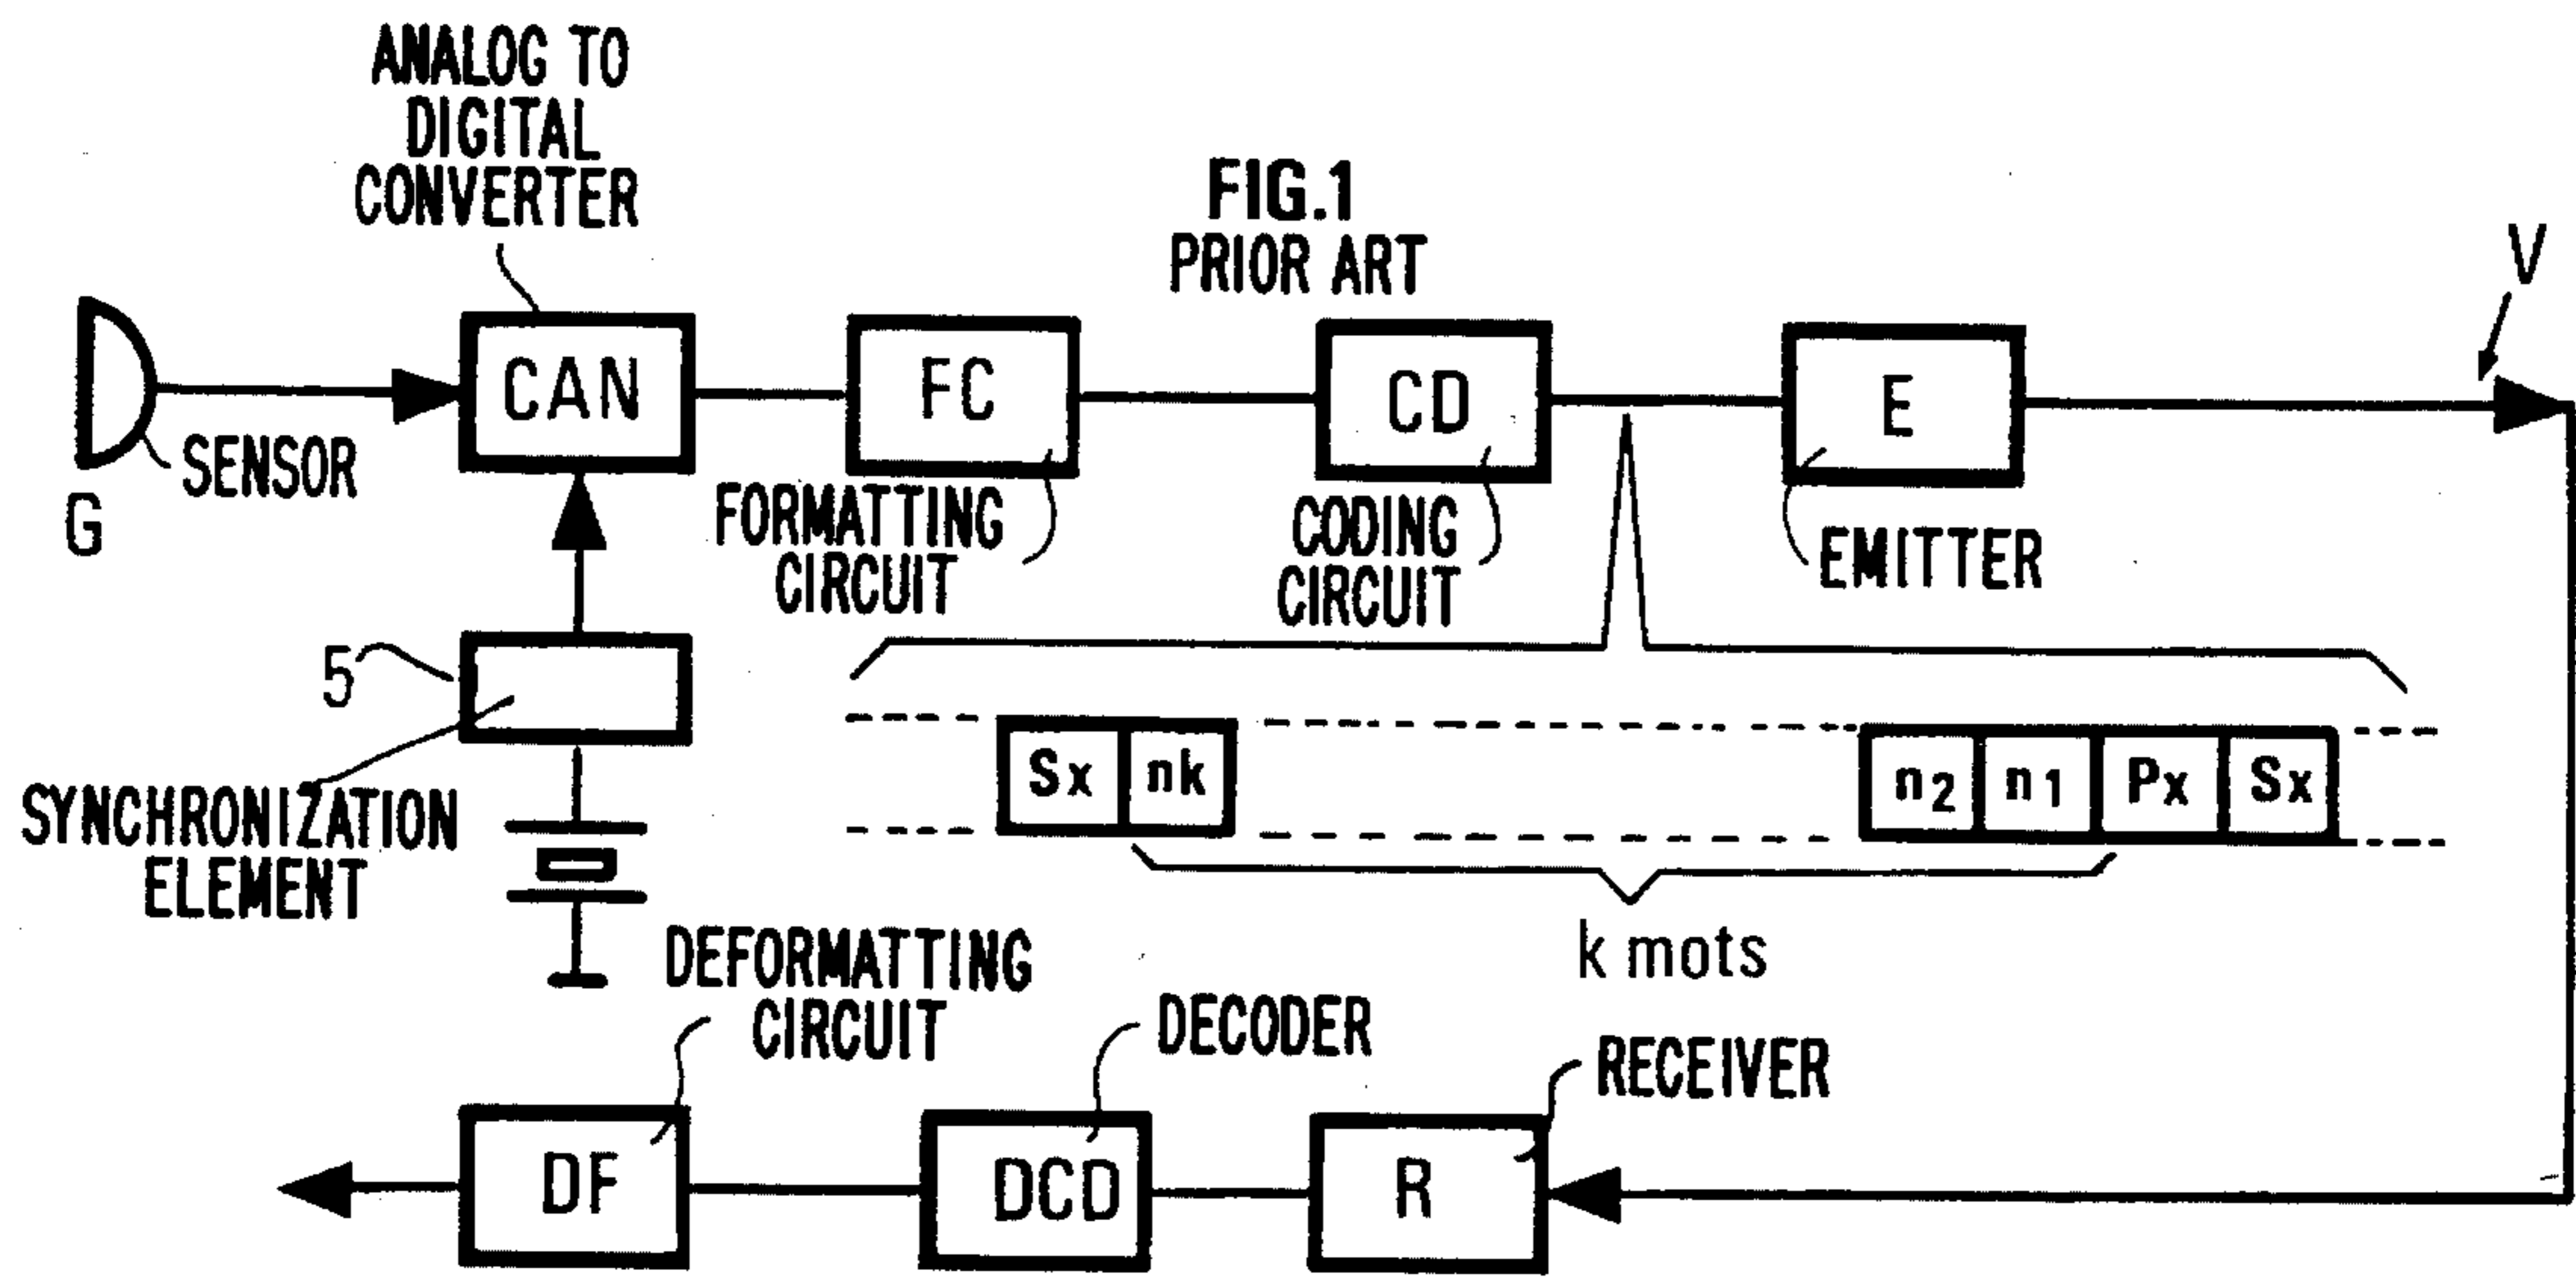 ANALOG TO
DIGITAL
CONVERTER
FIG.1
PRIOR ART
V
CAN
FC
CD
E
SENSOR
G
FORMATTING
CIRCUIT
CODING
CIRCUIT
EMITTER
5
SYNCHRONIZATION
ELEMENT
Sx nk n2 n1 Px Sx
k mots
DEFORMATTING
CIRCUIT
DECODER
RECEIVER
DF
DCD
R